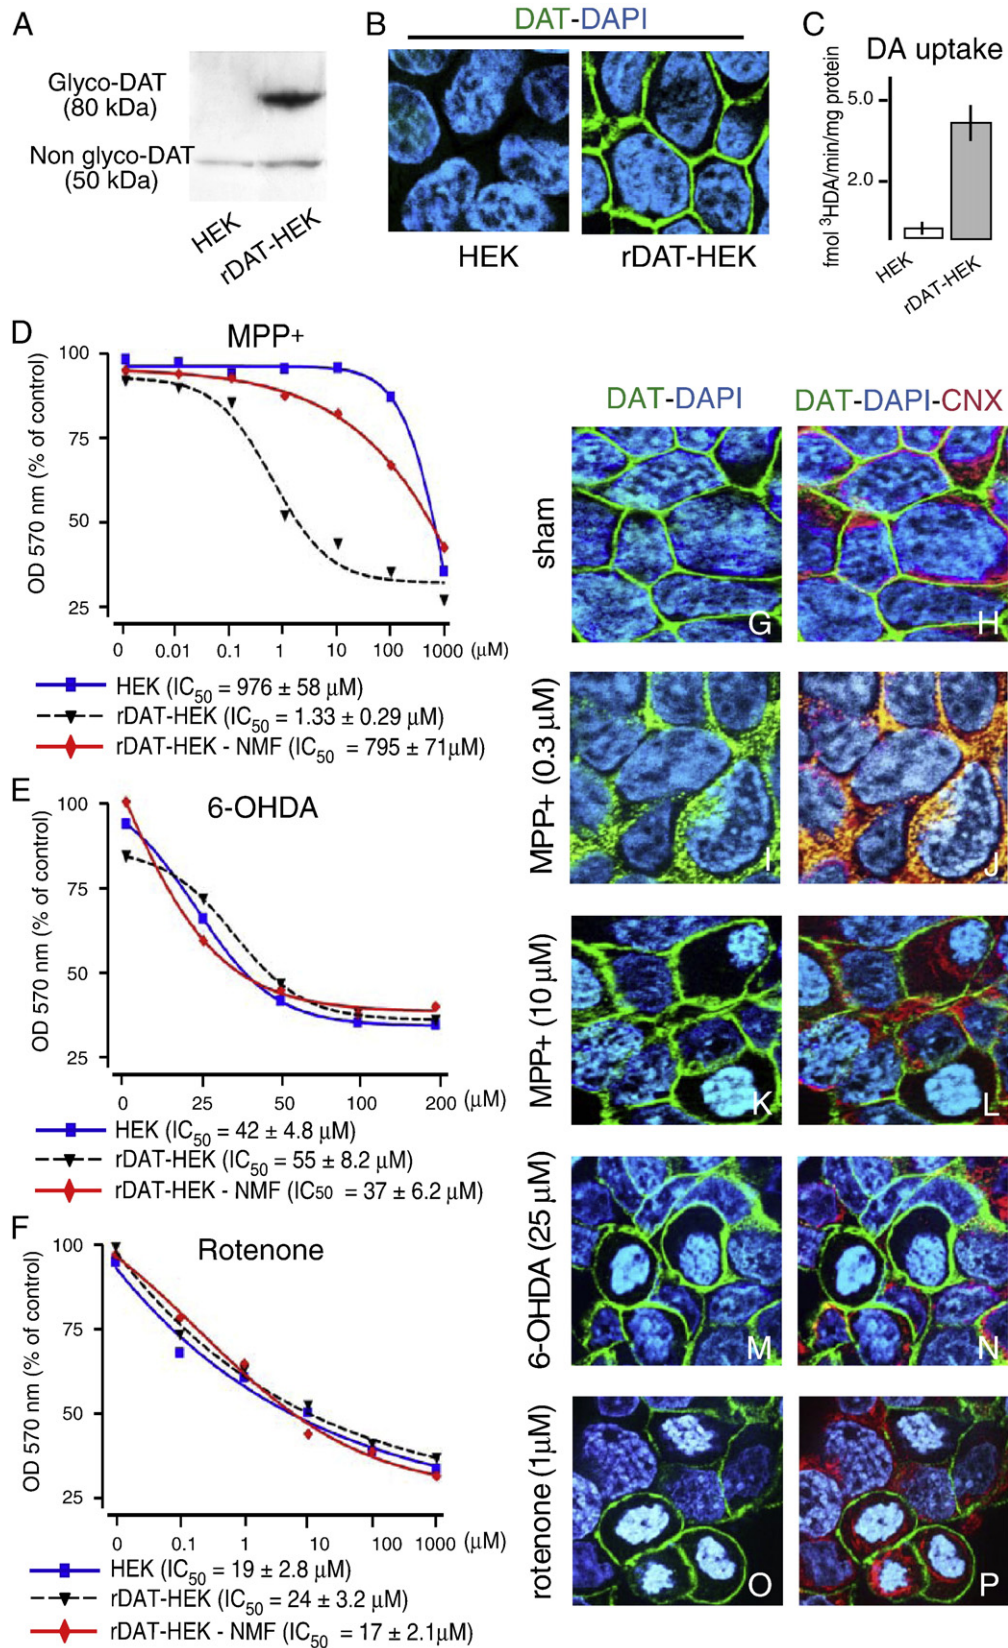 A
Glyco-DAT
(80 kDa)
Non glyco-DAT
(50 kDa)
HEK
rDAT-HEK
B
DAT-DAPI
HEK
rDAT-HEK
C
DA uptake
fmol ³HDA/min/mg protein
5.0
2.0
HEK
rDAT-HEK
D
MPP+
OD 570 nm (% of control)
100
75
50
25
0 0.01 0.1 1 10 100 1000 (μM)
HEK (IC50 = 976 ± 58 μM)
rDAT-HEK (IC50 = 1.33 ± 0.29 μM)
rDAT-HEK - NMF (IC50 = 795 ± 71μM)
E
6-OHDA
OD 570 nm (% of control)
100
75
50
25
0 25 50 100 200 (μM)
HEK (IC50 = 42 ± 4.8 μM)
rDAT-HEK (IC50 = 55 ± 8.2 μM)
rDAT-HEK - NMF (IC50 = 37 ± 6.2 μM)
F
Rotenone
OD 570 nm (% of control)
100
75
50
25
0 0.1 1 10 100 1000 (μM)
HEK (IC50 = 19 ± 2.8 μM)
rDAT-HEK (IC50 = 24 ± 3.2 μM)
rDAT-HEK - NMF (IC50 = 17 ± 2.1μM)
DAT-DAPI
DAT-DAPI-CNX
sham
G
H
MPP+ (0.3 μM)
I
J
MPP+ (10 μM)
K
L
6-OHDA (25 μM)
M
N
rotenone (1μM)
O
P